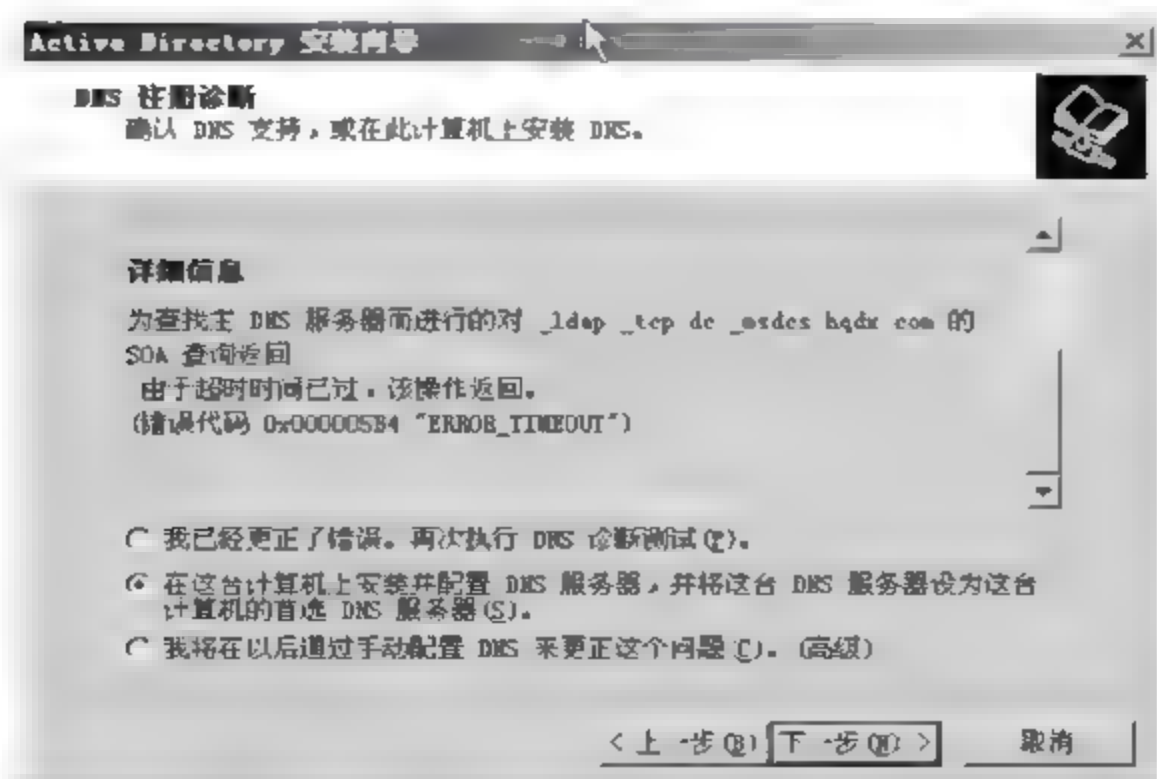 Active Directory 安装向导
DNS 注册诊断
确认 DNS 支持，或在此计算机上安装 DNS。
详细信息
为查找主 DNS 服务器而进行的对 _ldap _tcp dc _msdcs hqdx com 的
SOA 查询返回
由于超时时间已过，该操作返回。
(错误代码 0x000005B4 "ERROR_TIMEOUT")
我已经更正了错误。再次执行 DNS 诊断测试(P)。
在这台计算机上安装并配置 DNS 服务器，并将这台 DNS 服务器设为这台
计算机的首选 DNS 服务器(S)。
我将在以后通过手动配置 DNS 来更正这个问题(C)。(高级)
< 上一步(B) 下一步(N) > 取消